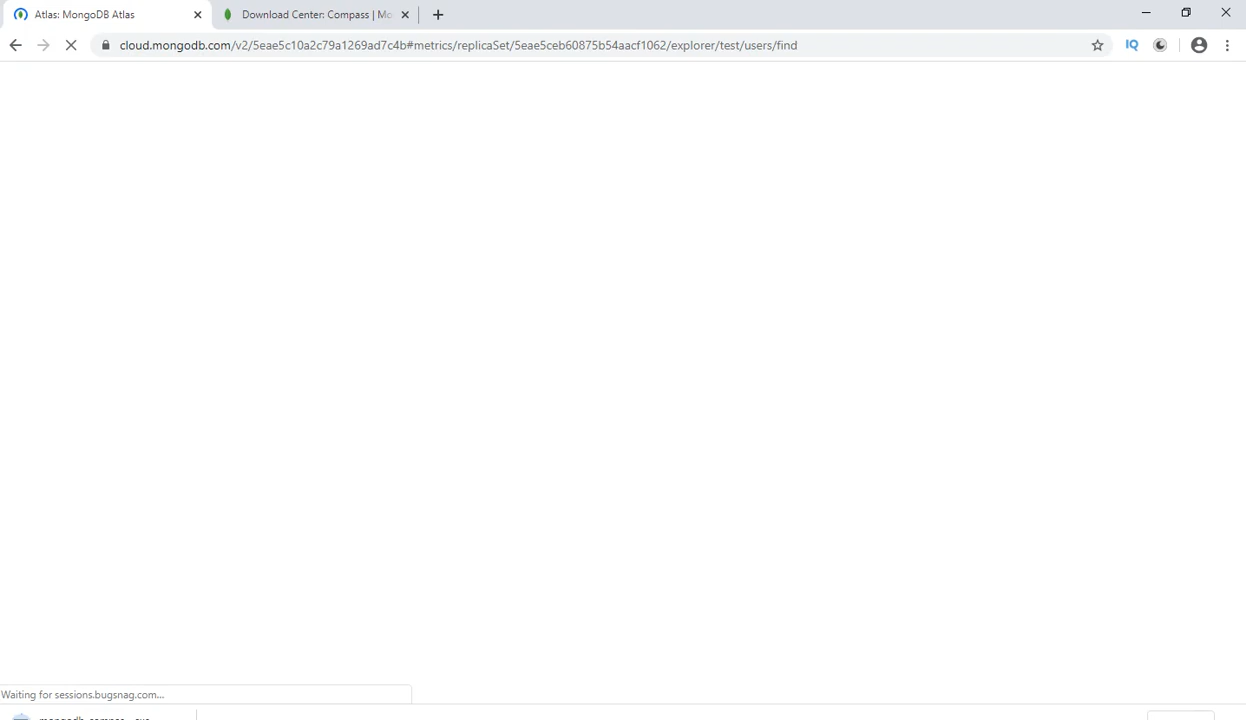 Atlas: MongoDB Atlas
Download Center: Compass | Mo
cloud.mongodb.com/v2/5eae5c10a2c79a1269ad7c4b#metrics/replicaSet/5eae5ceb60875b54aacf1062/explorer/test/users/find
IQ
Waiting for sessions.bugsnag.com...